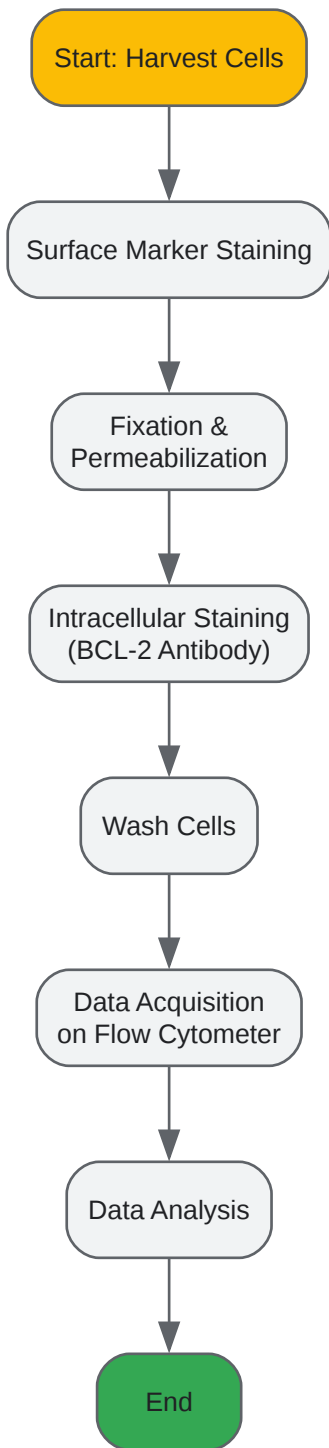 Start: Harvest Cells
Surface Marker Staining
Fixation &
Permeabilization
Intracellular Staining
(BCL-2 Antibody)
Wash Cells
Data Acquisition
on Flow Cytometer
Data Analysis
End